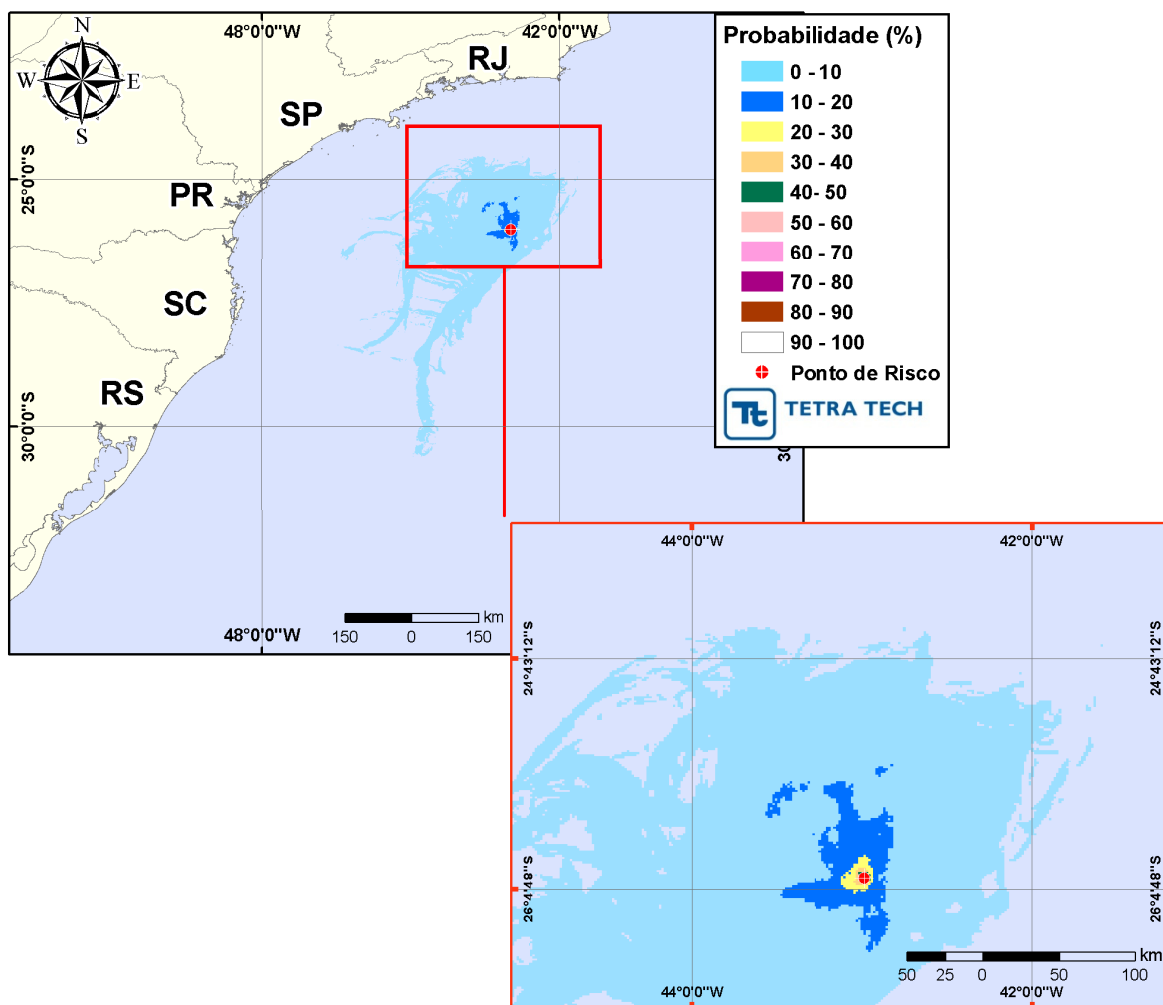 N
W E
S
48°0'0"W
42°0'0"W
RJ
SP
25°0'0"S
25°
PR
SC
RS
30°0'0"S
30
km
150 0 150
48°0'0"W
Probabilidade (%)
0 - 10
10 - 20
20 - 30
30 - 40
40- 50
50 - 60
60 - 70
70 - 80
80 - 90
90 - 100
Ponto de Risco
Tt TETRA TECH
44°0'0"W 42°0'0"W
24°43'12"S 24°43'12"S
26°4'48"S 26°4'48"S
km
50 25 0 50 100
44°0'0"W 42°0'0"W